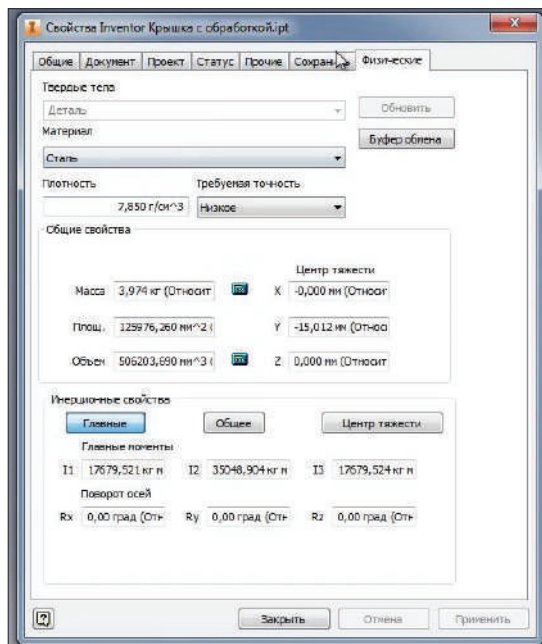 Свойства Inventor Крышка с обработкой.ipt
Общие Документ Проект Статус Прочие Сохран Физические
Твердые тела
Деталь Обновить
Материал Буфер обмена
Сталь
Плотность Требуемая точность
7,850 г/см^3 Низкое
Общие свойства
Центр тяжести
Масса 3,974 кг (Относит X -0,000 мм (Относит
Площ. 125976,260 мм^2 ( Y -15,012 мм (Относ
Объем 506203,690 мм^3 ( Z 0,000 мм (Относит
Инерционные свойства
Главные Общее Центр тяжести
Главные моменты
I1 17679,521 кг м I2 35048,904 кг м I3 17679,524 кг м
Поворот осей
Rx 0,00 град (Отн Ry 0,00 град (Отн Rz 0,00 град (Отн
Закрыть Отмена Применить